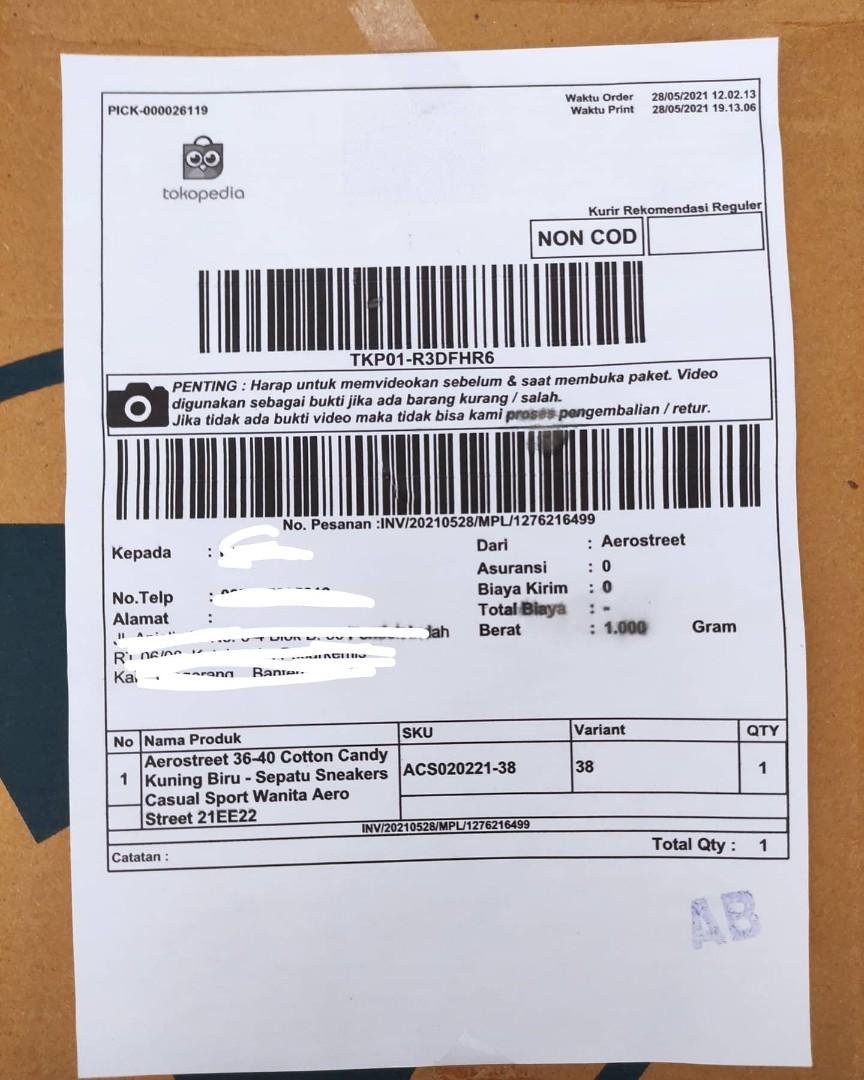 PICK-000026119
Waktu Order 28/05/2021 12.02.13
Waktu Print 28/05/2021 19.13.06
tokopedia
Kurir Rekomendasi Reguler
NON COD
TKP01-R3DFHR6
PENTING : Harap untuk memvideokan sebelum & saat membuka paket. Video
digunakan sebagai bukti jika ada barang kurang / salah.
Jika tidak ada bukti video maka tidak bisa kami proses pengembalian / retur.
No. Pesanan :INV/20210528/MPL/1276216499
Kepada :
No.Telp :
Alamat :
Dari : Aerostreet
Asuransi : 0
Biaya Kirim : 0
Total Biaya : -
Berat : 1.000 Gram
No Nama Produk SKU Variant QTY
1 Aerostreet 36-40 Cotton Candy
Kuning Biru - Sepatu Sneakers
Casual Sport Wanita Aero
Street 21EE22
ACS020221-38 38 1
INV/20210528/MPL/1276216499
Total Qty : 1
Catatan :
AB